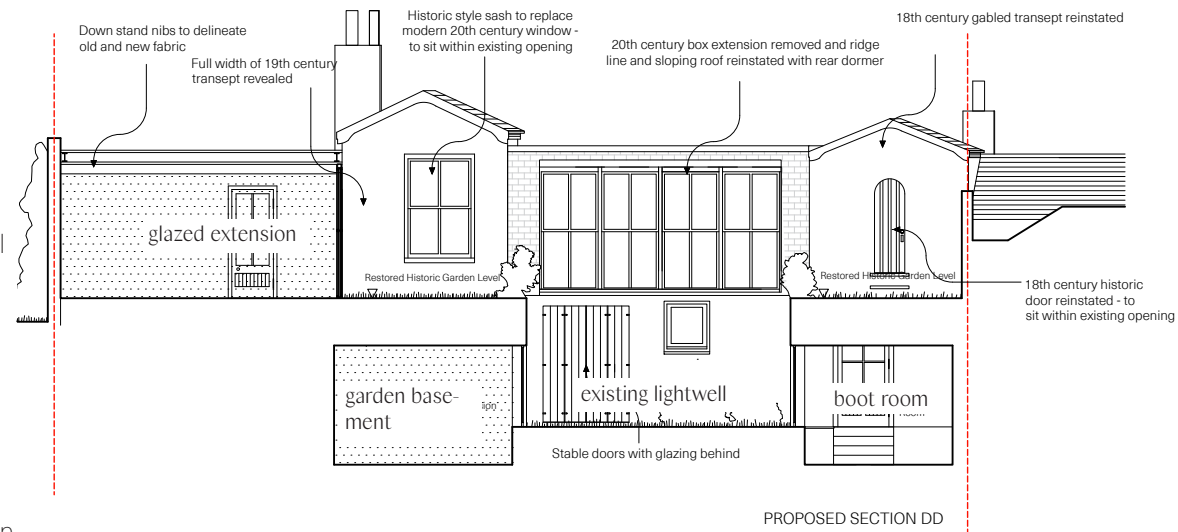 Down stand nibs to delineate
old and new fabric
Full width of 19th century
transept revealed
Historic style sash to replace
modern 20th century window -
to sit within existing opening
20th century box extension removed and ridge
line and sloping roof reinstated with rear dormer
18th century gabled transept reinstated
glazed extension
Restored Historic Garden Level
Restored Historic Garden Level
18th century historic
door reinstated - to
sit within existing opening
garden base-
ment
existing lightwell
boot room
Room
Stable doors with glazing behind
PROPOSED SECTION DD